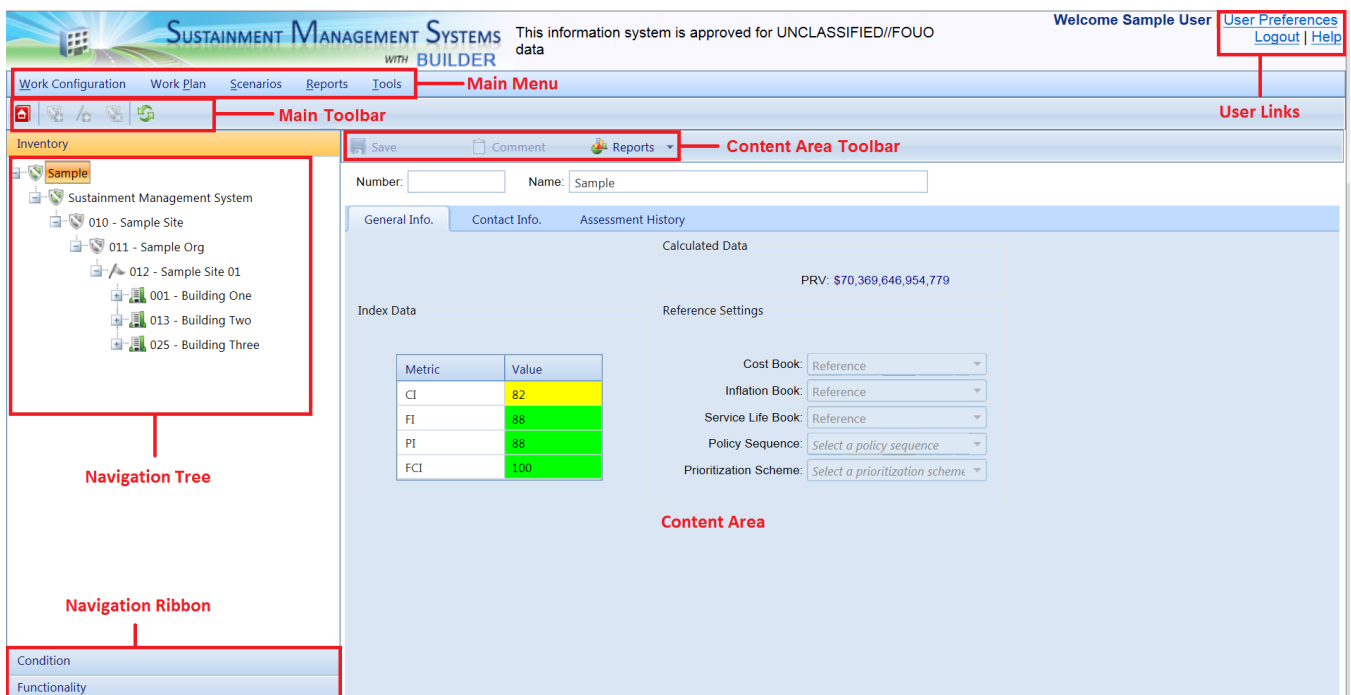 SUSTAINMENT MANAGEMENT SYSTEMS
WITH BUILDER
This information system is approved for UNCLASSIFIED//FOUO
data
Welcome Sample User
User Preferences
Logout | Help
Work Configuration Work Plan Scenarios Reports Tools
Main Menu
Main Toolbar
User Links
Inventory
Save Comment Reports
Content Area Toolbar
Sample
Sustainment Management System
010 - Sample Site
011 - Sample Org
012 - Sample Site 01
001 - Building One
013 - Building Two
025 - Building Three
Navigation Tree
Navigation Ribbon
Condition
Functionality
Number: Name: Sample
General Info. Contact Info. Assessment History
Calculated Data
PRV: $70,369,646,954,779
Index Data
Metric Value
CI 82
FI 88
PI 88
FCI 100
Reference Settings
Cost Book: Reference
Inflation Book: Reference
Service Life Book: Reference
Policy Sequence: Select a policy sequence
Prioritization Scheme: Select a prioritization scheme
Content Area